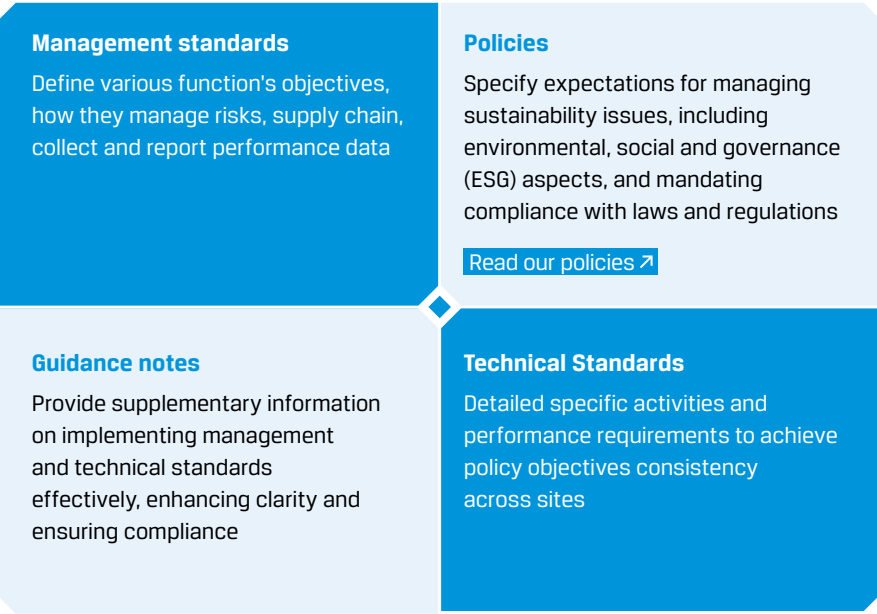 Management standards
Define various function's objectives,
how they manage risks, supply chain,
collect and report performance data
Policies
Specify expectations for managing
sustainability issues, including
environmental, social and governance
(ESG) aspects, and mandating
compliance with laws and regulations
Read our policies ↗
Guidance notes
Provide supplementary information
on implementing management
and technical standards
effectively, enhancing clarity and
ensuring compliance
Technical Standards
Detailed specific activities and
performance requirements to achieve
policy objectives consistency
across sites